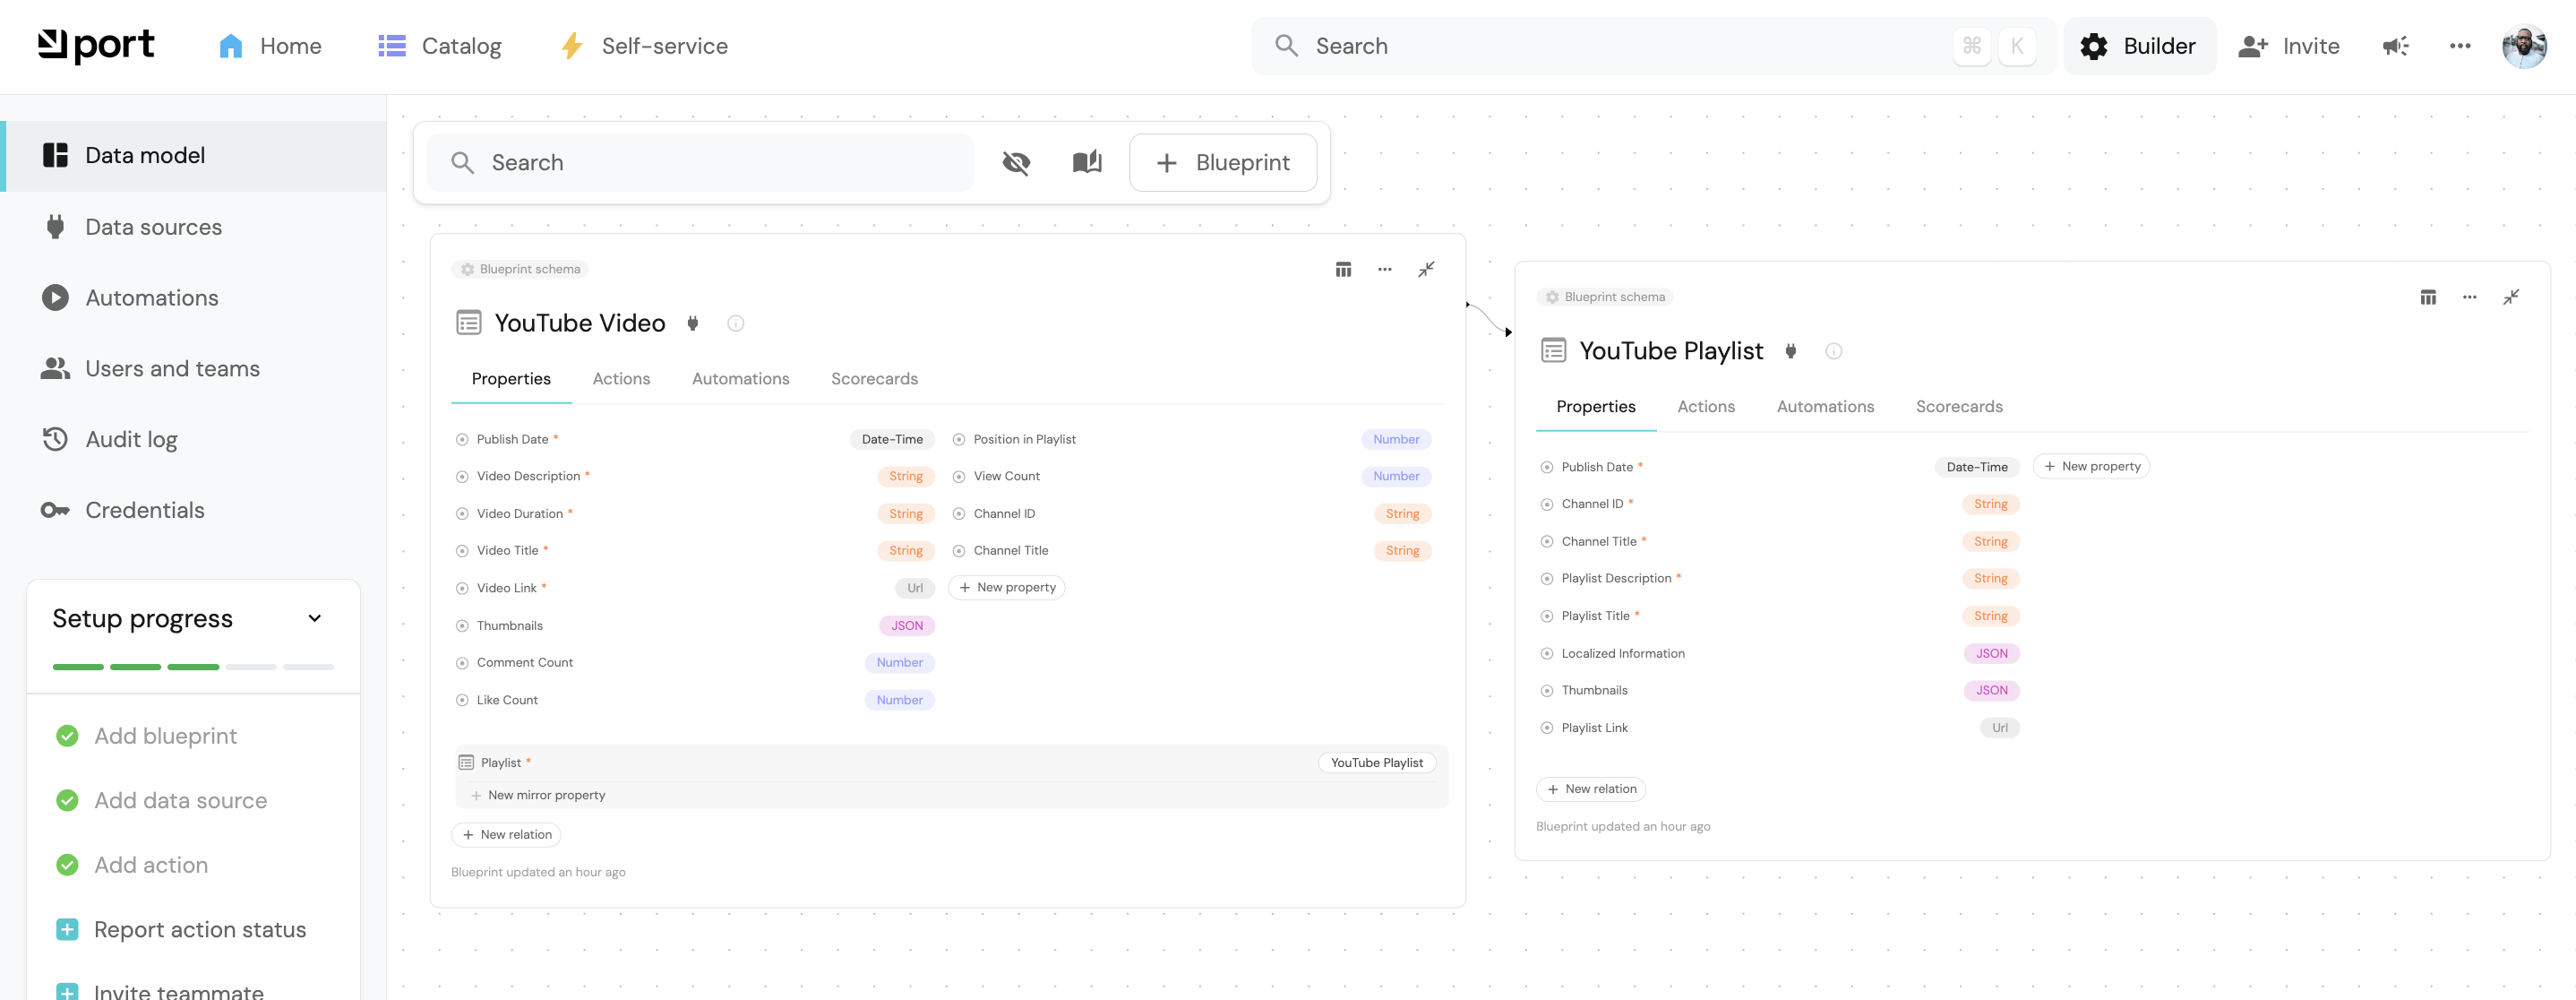 port
Home
Catalog
Self-service
Search
⌘ K
Builder
Invite
Data model
Data sources
Automations
Users and teams
Audit log
Credentials
Setup progress
Add blueprint
Add data source
Add action
Report action status
Invite teammate
Search
+ Blueprint
Blueprint schema
YouTube Video
Properties Actions Automations Scorecards
Publish Date * Date-Time
Video Description * String
Video Duration * String
Video Title * String
Video Link * Url
Thumbnails JSON
Comment Count Number
Like Count Number
Position in Playlist Number
View Count Number
Channel ID String
Channel Title String
+ New property
Playlist * YouTube Playlist
+ New mirror property
+ New relation
Blueprint updated an hour ago
Blueprint schema
YouTube Playlist
Properties Actions Automations Scorecards
Publish Date * Date-Time
Channel ID * String
Channel Title * String
Playlist Description * String
Playlist Title * String
Localized Information JSON
Thumbnails JSON
Playlist Link Url
+ New property
+ New relation
Blueprint updated an hour ago